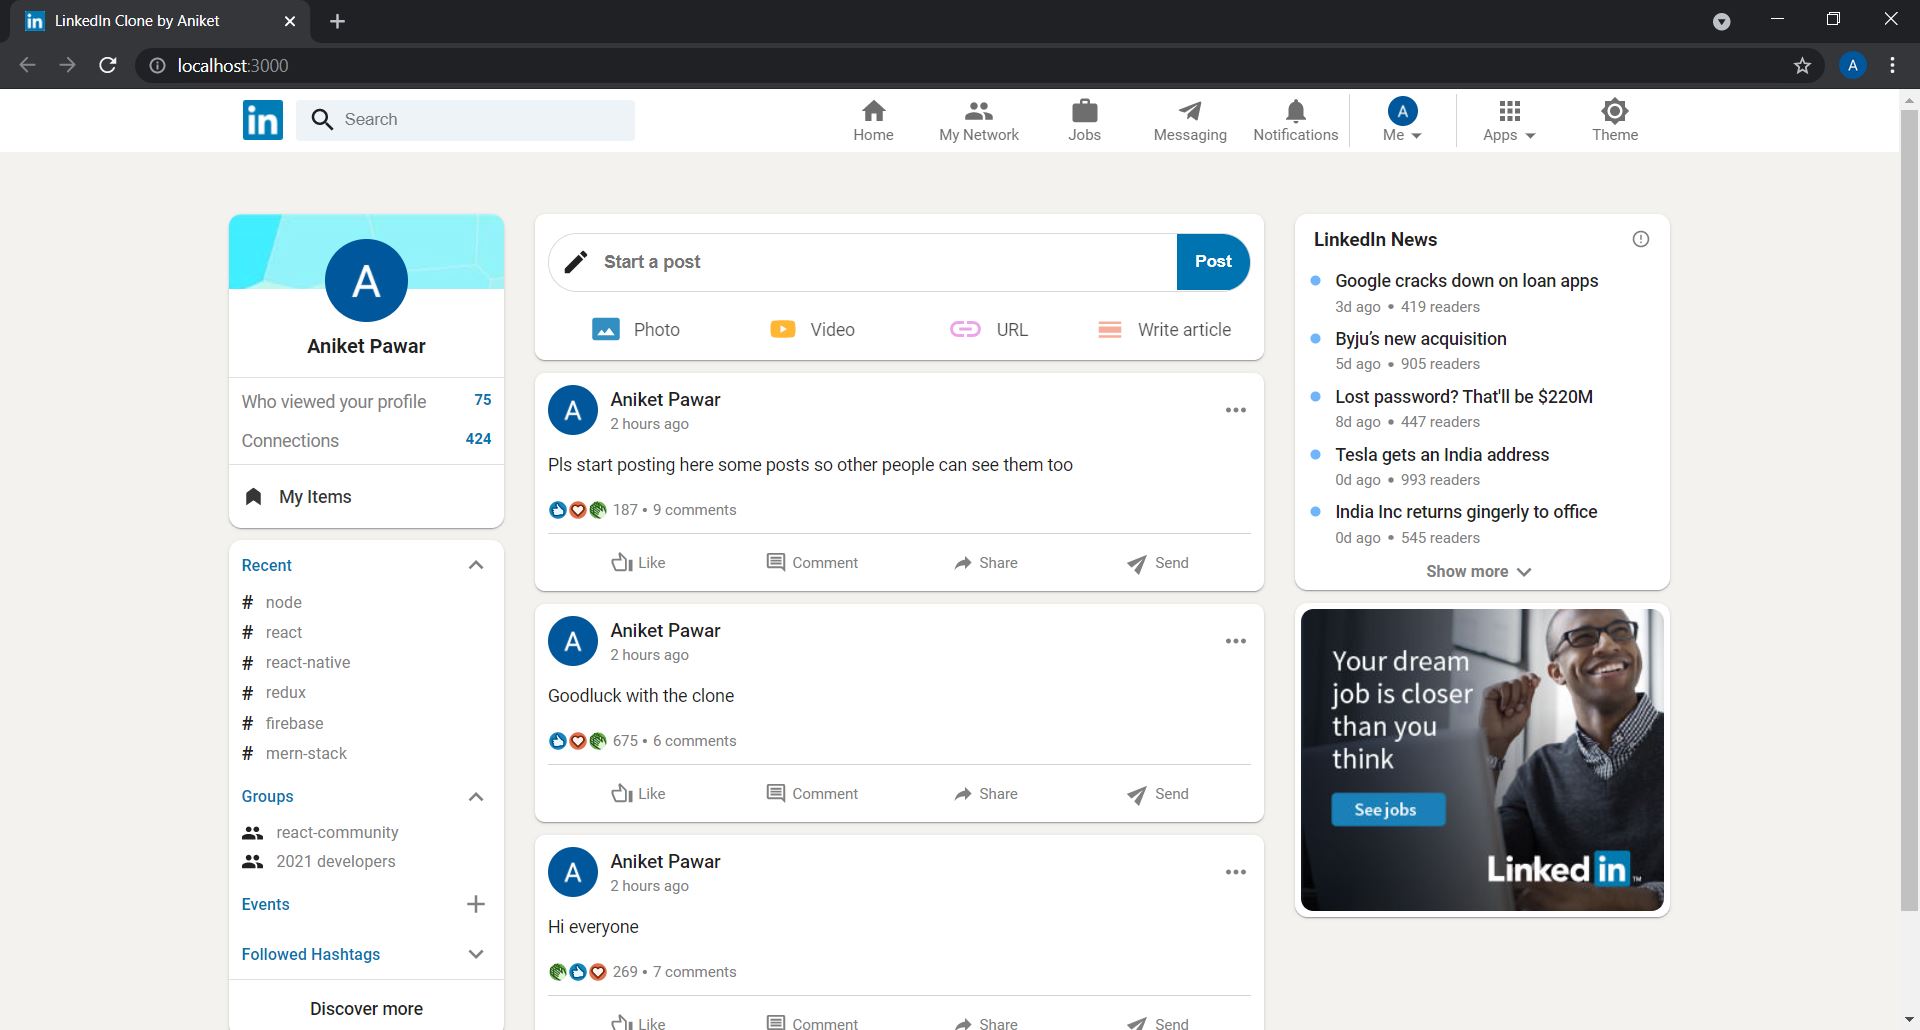 in LinkedIn Clone by Aniket
localhost:3000
A
in
Search
Home
My Network
Jobs
Messaging
Notifications
A
Me
Apps
Theme
A
Aniket Pawar
Who viewed your profile 75
Connections 424
My Items
Recent
# node
# react
# react-native
# redux
# firebase
# mern-stack
Groups
react-community
2021 developers
Events
Followed Hashtags
Discover more
Start a post
Post
Photo
Video
URL
Write article
A
Aniket Pawar
2 hours ago
Pls start posting here some posts so other people can see them too
187 • 9 comments
Like Comment Share Send
A
Aniket Pawar
2 hours ago
Goodluck with the clone
675 • 6 comments
Like Comment Share Send
A
Aniket Pawar
2 hours ago
Hi everyone
269 • 7 comments
Like Comment Share Send
LinkedIn News
Google cracks down on loan apps
3d ago • 419 readers
Byju's new acquisition
5d ago • 905 readers
Lost password? That'll be $220M
8d ago • 447 readers
Tesla gets an India address
0d ago • 993 readers
India Inc returns gingerly to office
0d ago • 545 readers
Show more
Your dream
job is closer
than you
think
See jobs
Linked in™